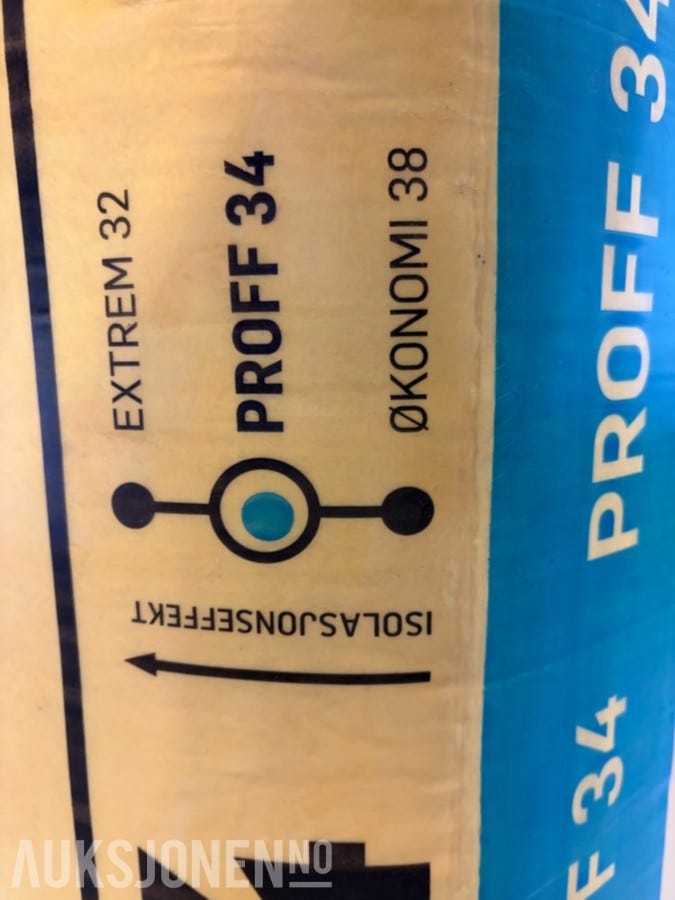 EXTREM 32
PROFF 34
ØKONOMI 38
ISOLASJONSEFFEKT
PROFF 34
F 34
AUKSJONEN.NO